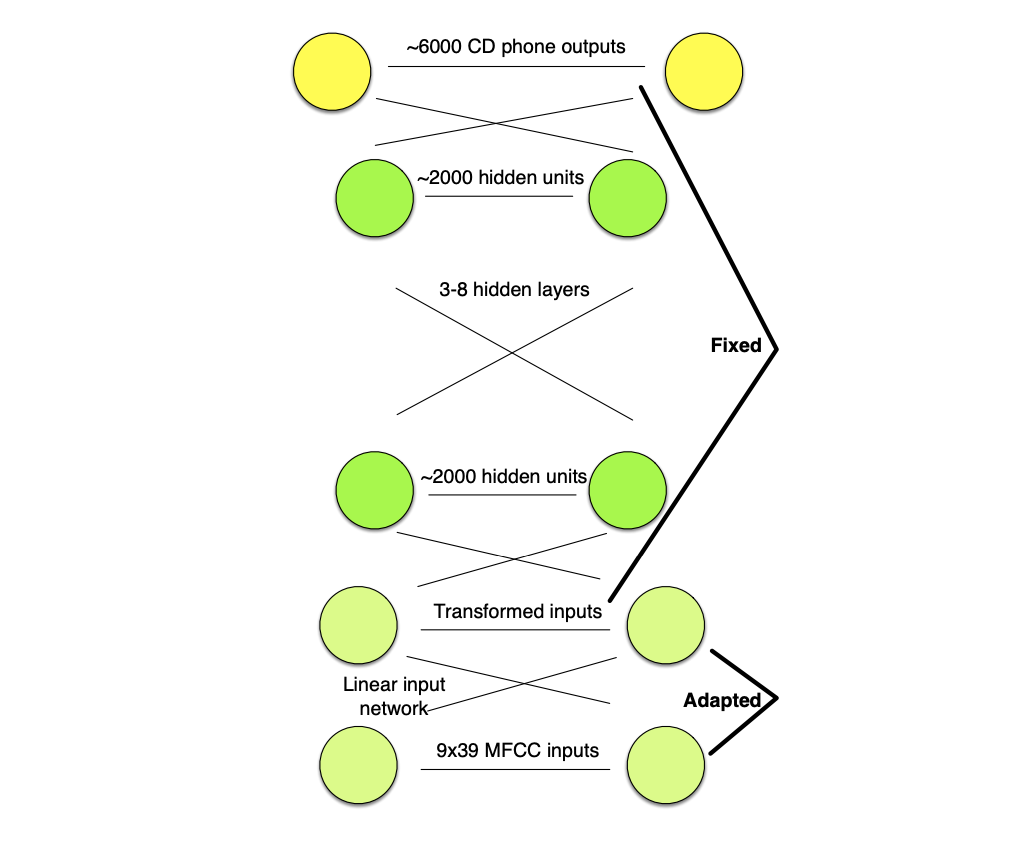 ~6000 CD phone outputs
~2000 hidden units
3-8 hidden layers
Fixed
~2000 hidden units
Transformed inputs
Linear input
network
Adapted
9x39 MFCC inputs